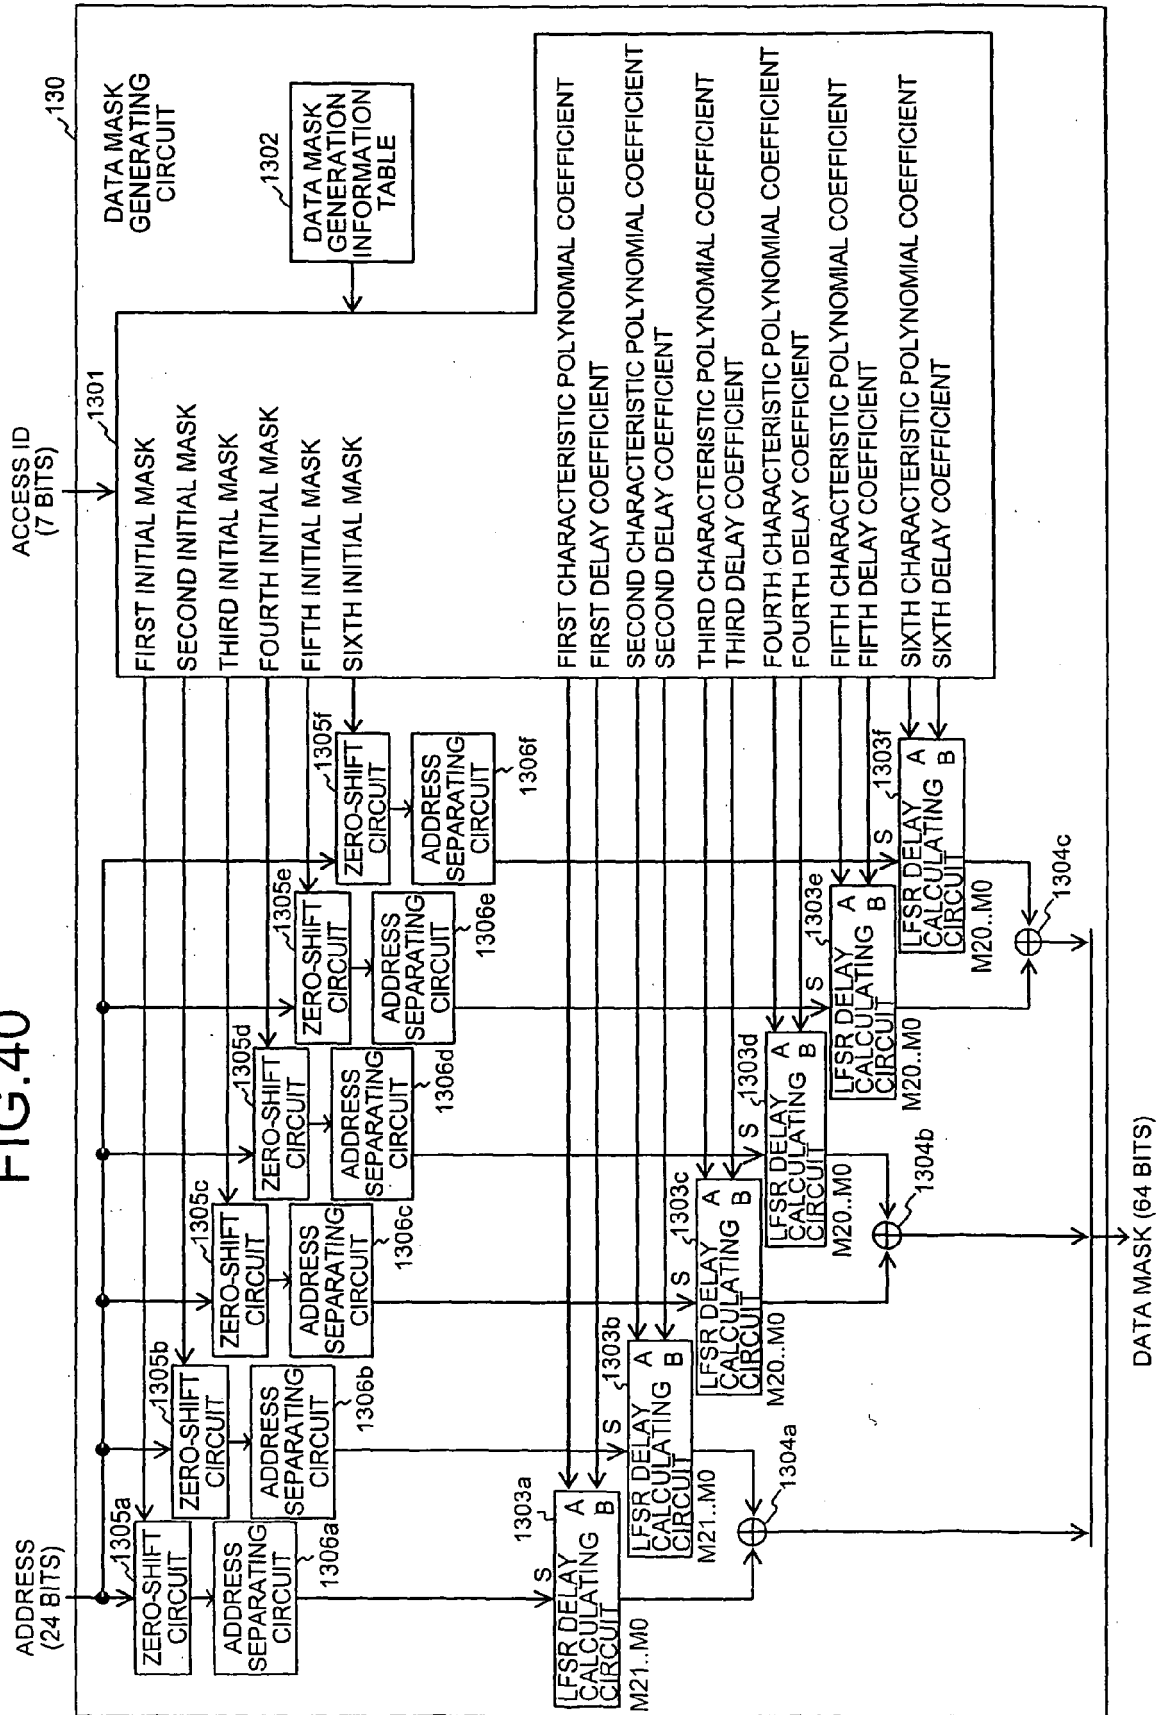 FIG.40
130
DATA MASK
GENERATING
CIRCUIT
1302
DATA MASK
GENERATION
INFORMATION
TABLE
ACCESS ID
(7 BITS)
1301
FIRST INITIAL MASK
SECOND INITIAL MASK
THIRD INITIAL MASK
FOURTH INITIAL MASK
FIFTH INITIAL MASK
SIXTH INITIAL MASK
FIRST CHARACTERISTIC POLYNOMIAL COEFFICIENT
FIRST DELAY COEFFICIENT
SECOND CHARACTERISTIC POLYNOMIAL COEFFICIENT
SECOND DELAY COEFFICIENT
THIRD CHARACTERISTIC POLYNOMIAL COEFFICIENT
THIRD DELAY COEFFICIENT
FOURTH CHARACTERISTIC POLYNOMIAL COEFFICIENT
FOURTH DELAY COEFFICIENT
FIFTH CHARACTERISTIC POLYNOMIAL COEFFICIENT
FIFTH DELAY COEFFICIENT
SIXTH CHARACTERISTIC POLYNOMIAL COEFFICIENT
SIXTH DELAY COEFFICIENT
ADDRESS
(24 BITS)
1305a
ZERO-SHIFT
CIRCUIT
ADDRESS
SEPARATING
CIRCUIT
1306a
1305b
ZERO-SHIFT
CIRCUIT
ADDRESS
SEPARATING
CIRCUIT
1306b
1305c
ZERO-SHIFT
CIRCUIT
ADDRESS
SEPARATING
CIRCUIT
1306c
1305d
ZERO-SHIFT
CIRCUIT
ADDRESS
SEPARATING
CIRCUIT
1306d
1305e
ZERO-SHIFT
CIRCUIT
ADDRESS
SEPARATING
CIRCUIT
1306e
1305f
ZERO-SHIFT
CIRCUIT
ADDRESS
SEPARATING
CIRCUIT
1306f
1303a
S
LFSR DELAY A
CALCULATING B
CIRCUIT
M21..M0
1303b
S
LFSR DELAY A
CALCULATING B
CIRCUIT
M21..M0
1304a
1303c
S
LFSR DELAY A
CALCULATING B
CIRCUIT
M20..M0
1303d
S
LFSR DELAY A
CALCULATING B
CIRCUIT
M20..M0
1304b
1303e
S
LFSR DELAY A
CALCULATING B
CIRCUIT
M20..M0
1303f
S
LFSR DELAY A
CALCULATING B
CIRCUIT
M20..M0
1304c
DATA MASK (64 BITS)